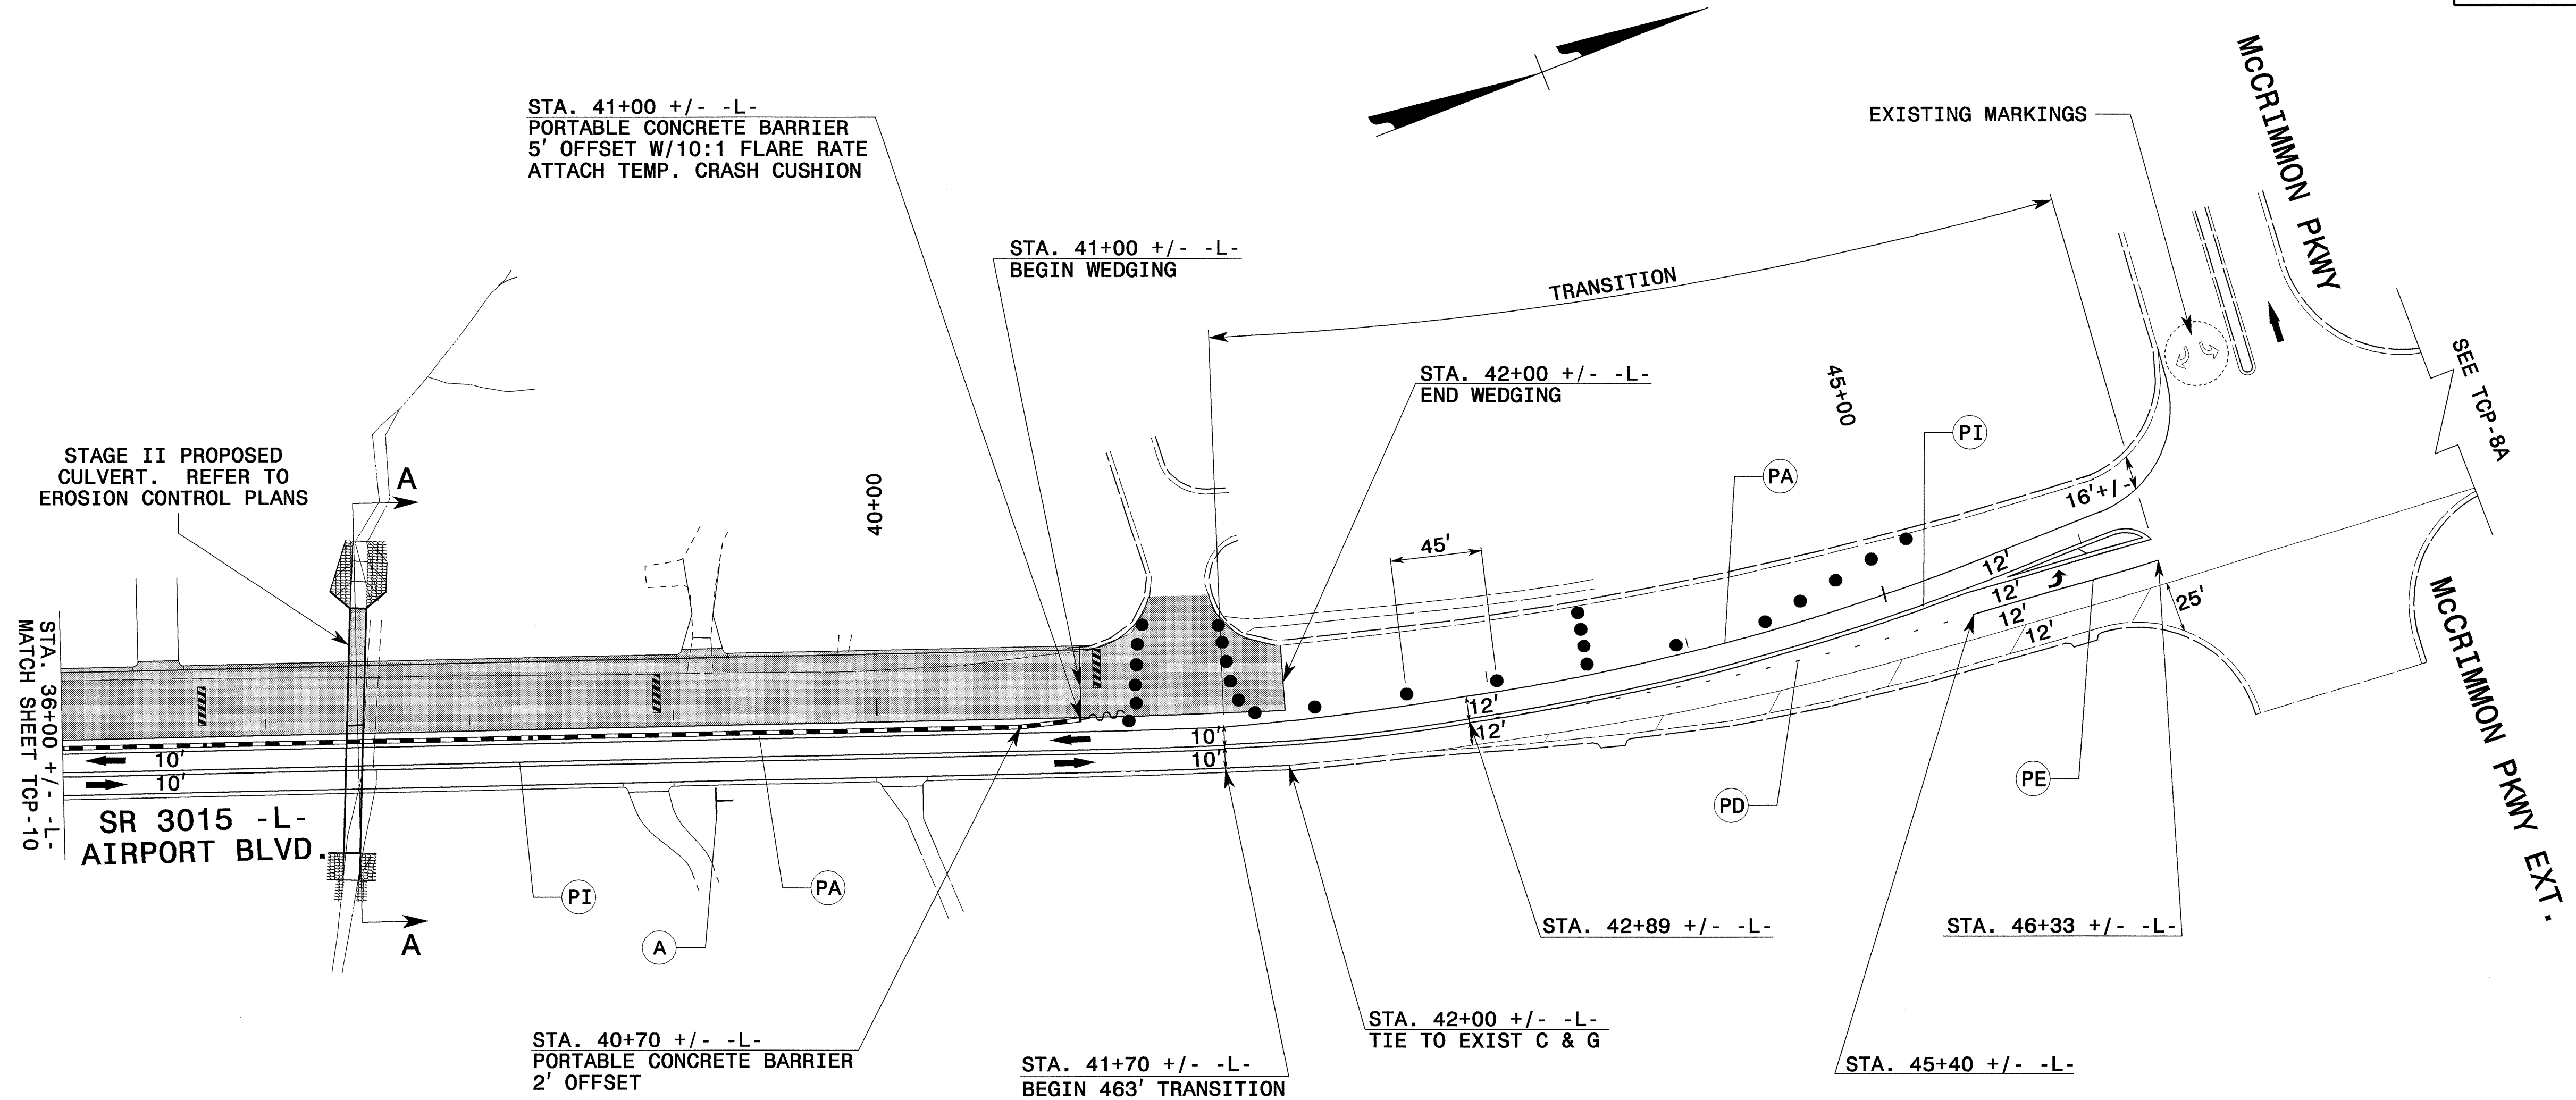 McCRIMMON PKWY
STA. 41+00 +/- -L-
PORTABLE CONCRETE BARRIER
5' OFFSET W/10:1 FLARE RATE
ATTACH TEMP. CRASH CUSHION
EXISTING MARKINGS
STA. 41+00 +/- -L-
BEGIN WEDGING
TRANSITION
STA. 42+00 +/- -L-
END WEDGING
45+00
SEE TCP-8A
PI
PA
STAGE II PROPOSED
CULVERT. REFER TO
EROSION CONTROL PLANS
A
40+00
16'+/-
45'
12'
12'
12'
12'
25'
12'
12'
10'
10'
10'
10'
STA. 36+00 +/- -L-
MATCH SHEET TCP-10
SR 3015 -L-
AIRPORT BLVD.
PI
PA
A
A
PD
PE
McCRIMMON PKWY EXT.
STA. 42+89 +/- -L-
STA. 46+33 +/- -L-
STA. 40+70 +/- -L-
PORTABLE CONCRETE BARRIER
2' OFFSET
STA. 41+70 +/- -L-
BEGIN 463' TRANSITION
STA. 42+00 +/- -L-
TIE TO EXIST C & G
STA. 45+40 +/- -L-